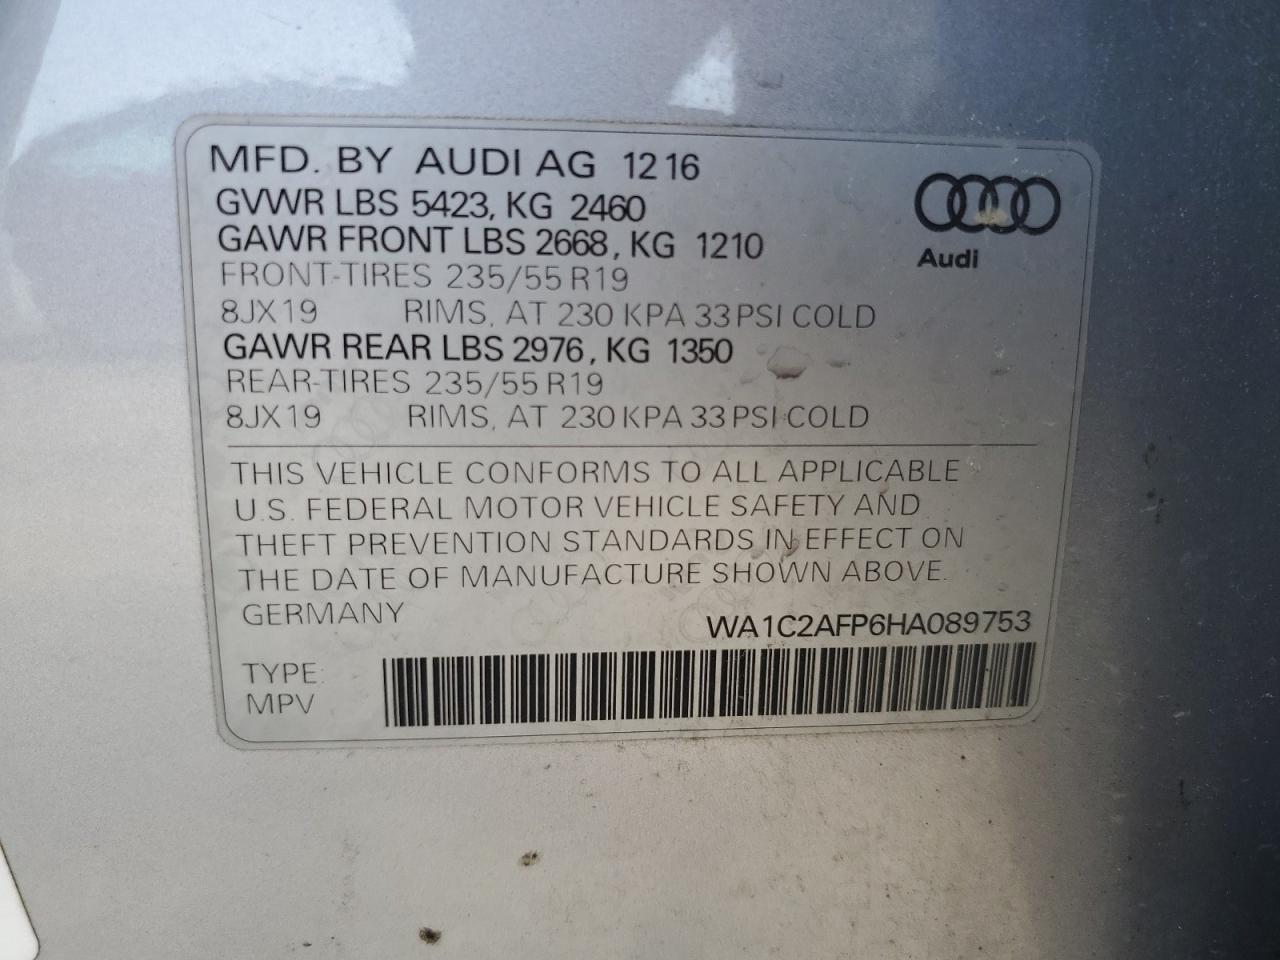 MFD. BY AUDI AG 12 16
GVWR LBS 5423, KG 2460
GAWR FRONT LBS 2668, KG 1210
FRONT-TIRES 235/55 R19
8JX19 RIMS, AT 230 KPA 33 PSI COLD
GAWR REAR LBS 2976, KG 1350
REAR-TIRES 235/55 R19
8JX19 RIMS, AT 230 KPA 33 PSI COLD
Audi
THIS VEHICLE CONFORMS TO ALL APPLICABLE
U.S. FEDERAL MOTOR VEHICLE SAFETY AND
THEFT PREVENTION STANDARDS IN EFFECT ON
THE DATE OF MANUFACTURE SHOWN ABOVE.
GERMANY
WA1C2AFP6HA089753
TYPE:
MPV